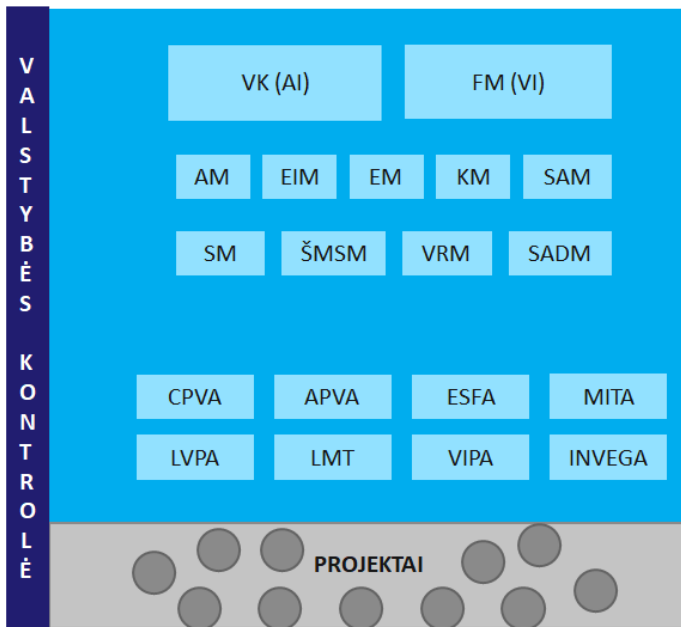 VALSTYBĖS KONTROLĖ
VK (AI) FM (VI)
AM EIM EM KM SAM
SM ŠMSM VRM SADM
CPVA APVA ESFA MITA
LVPA LMT VIPA INVEGA
PROJEKTAI